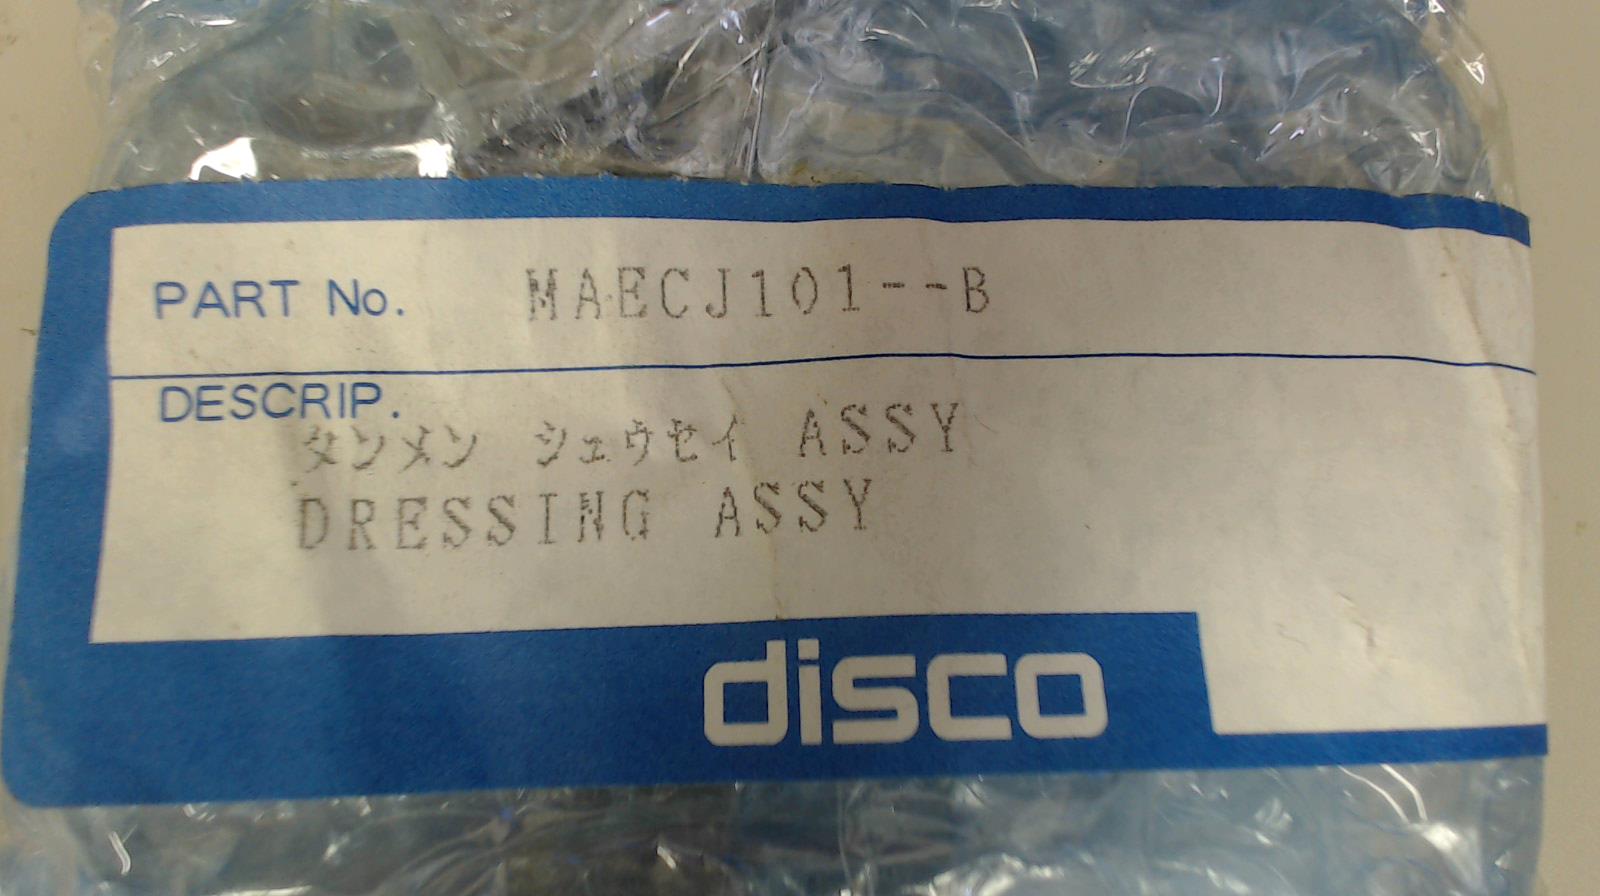 PART No. MAECJ101--B
DESCRIP.
タンメン シュウセイ ASSY
DRESSING ASSY
disco